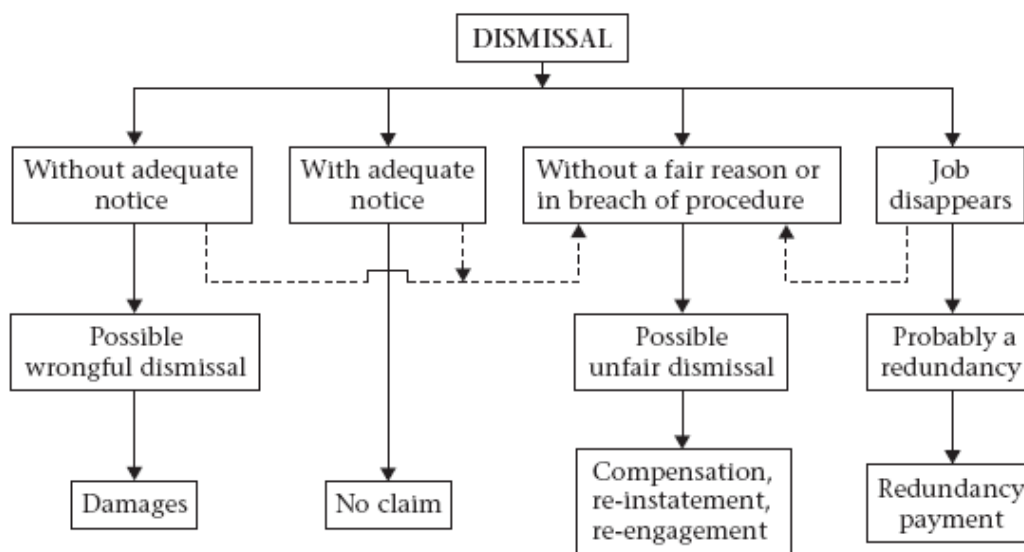 DISMISSAL
Without adequate
notice
With adequate
notice
Without a fair reason or
in breach of procedure
Job
disappears
Possible
wrongful dismissal
Possible
unfair dismissal
Probably a
redundancy
Damages
No claim
Compensation,
re-instatement,
re-engagement
Redundancy
payment